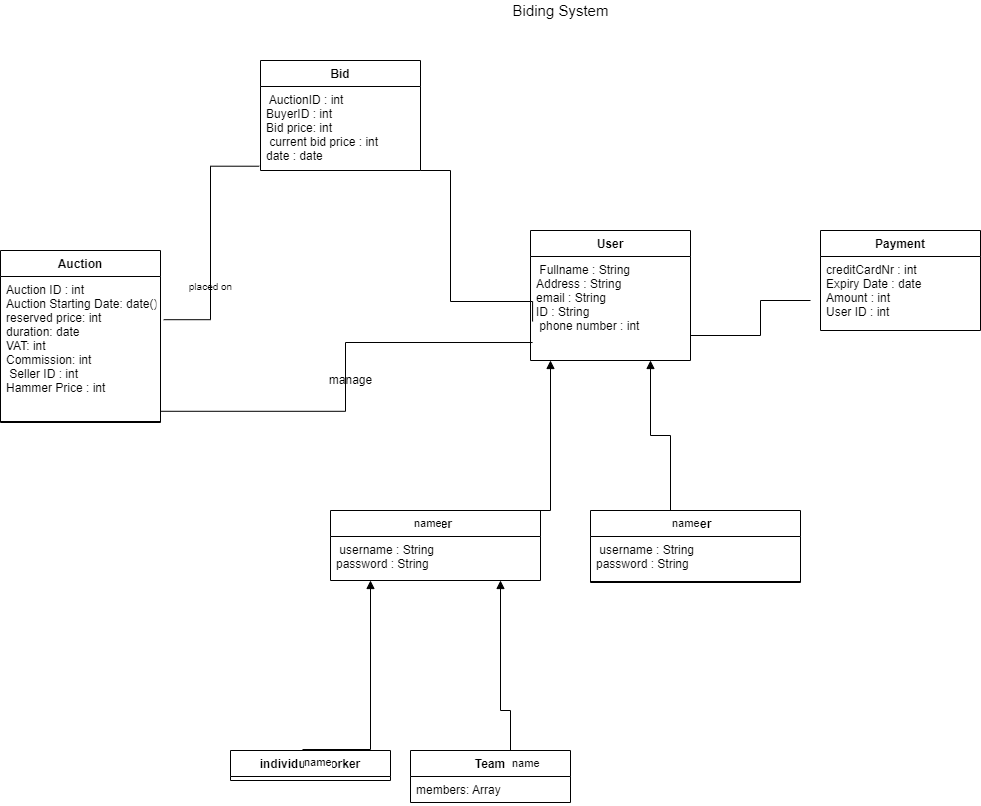 Biding System
Bid
AuctionID : int
BuyerID : int
Bid price: int
current bid price : int
date : date
placed on
Auction
Auction ID : int
Auction Starting Date: date()
reserved price: int
duration: date
VAT: int
Commission: int
Seller ID : int
Hammer Price : int
manage
User
Fullname : String
Address : String
email : String
ID : String
phone number : int
Payment
creditCardNr : int
Expiry Date : date
Amount : int
User ID : int
name
username : String
password : String
name
username : String
password : String
name
Team name
members: Array